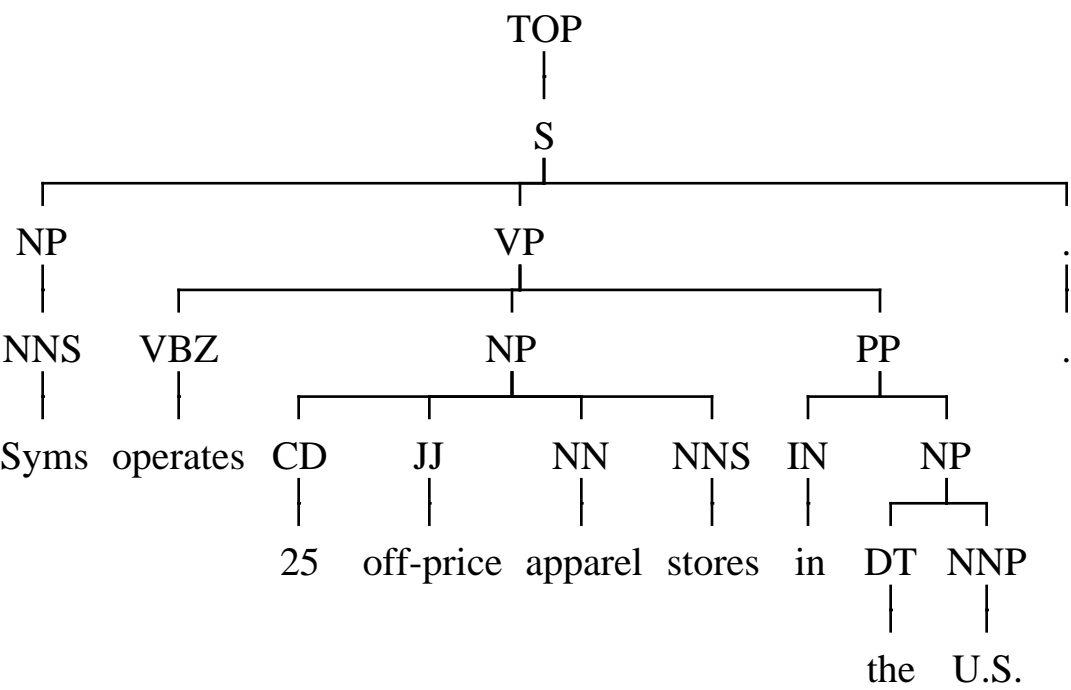 TOP
S
NP VP .
NNS VBZ NP PP .
Syms operates CD JJ NN NNS IN NP
25 off-price apparel stores in DT NNP
the U.S.